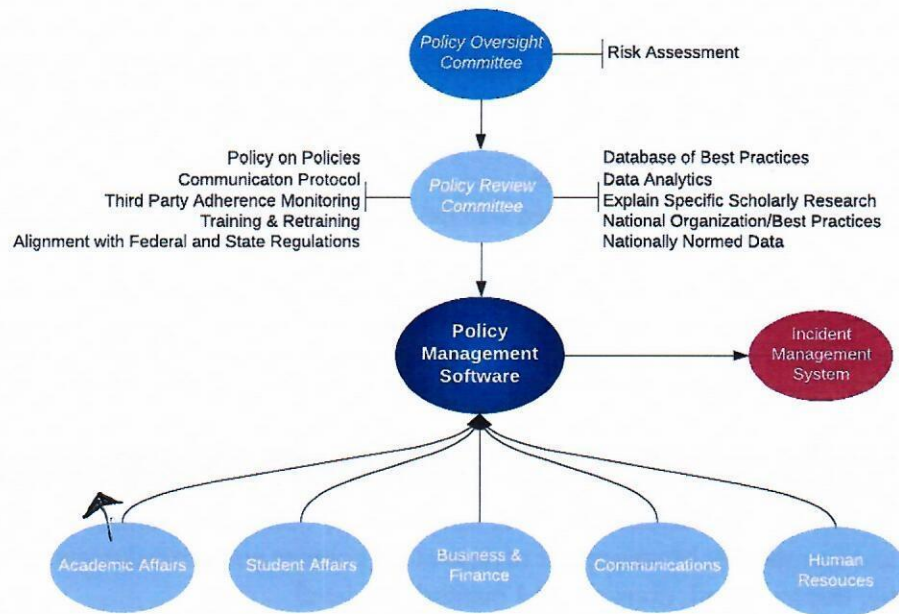 Policy Oversight
Committee
Risk Assessment
Policy on Policies
Communicaton Protocol
Third Party Adherence Monitoring
Training & Retraining
Alignment with Federal and State Regulations
Policy Review
Committee
Database of Best Practices
Data Analytics
Explain Specific Scholarly Research
National Organization/Best Practices
Nationally Normed Data
Policy
Management
Software
Incident
Management
System
Academic Affairs
Student Affairs
Business &
Finance
Communications
Human
Resouces